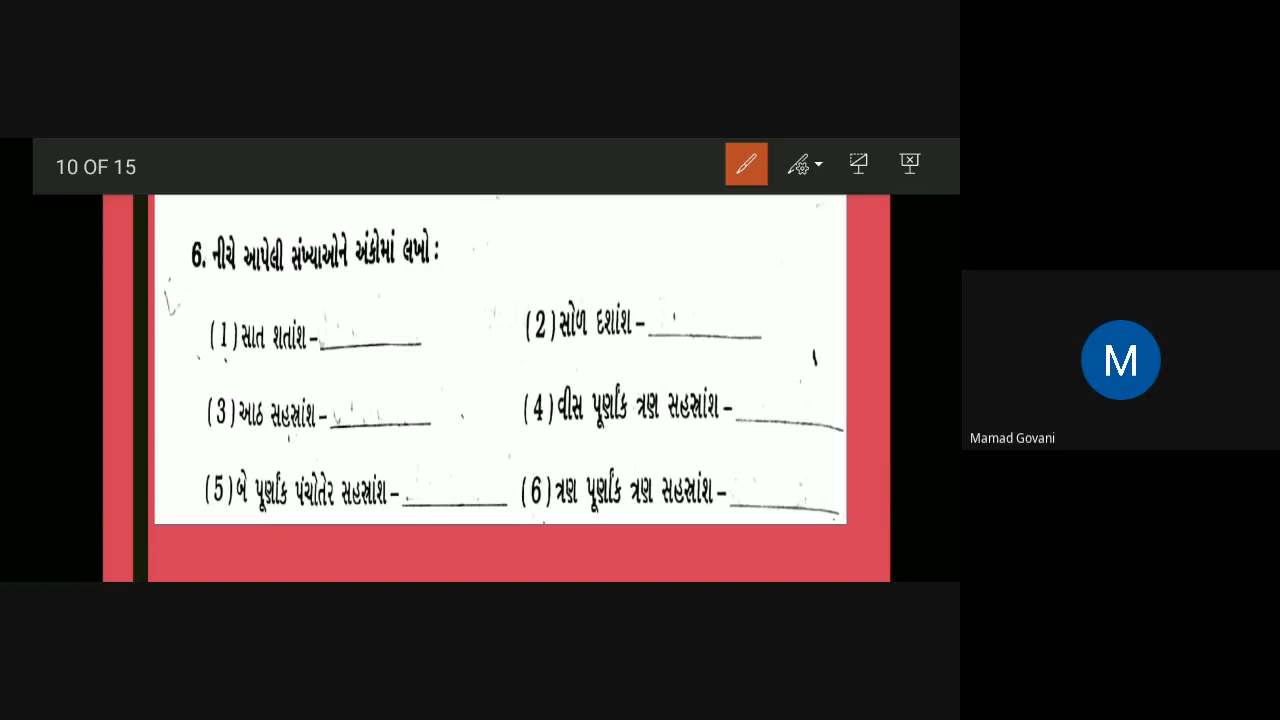 10 OF 15
6. નીચે આપેલી સંખ્યાઓને અંકોમાં લખો :
(1) સાત શતાંશ – (2) સોળ દશાંશ –
(3) આઠ સહસ્રાંશ – (4) વીસ પૂર્ણાંક ત્રણ સહસ્રાંશ –
(5) બે પૂર્ણાંક પંચોતેર સહસ્રાંશ – (6) ત્રણ પૂર્ણાંક ત્રણ સહસ્રાંશ –
M
Mamad Govani